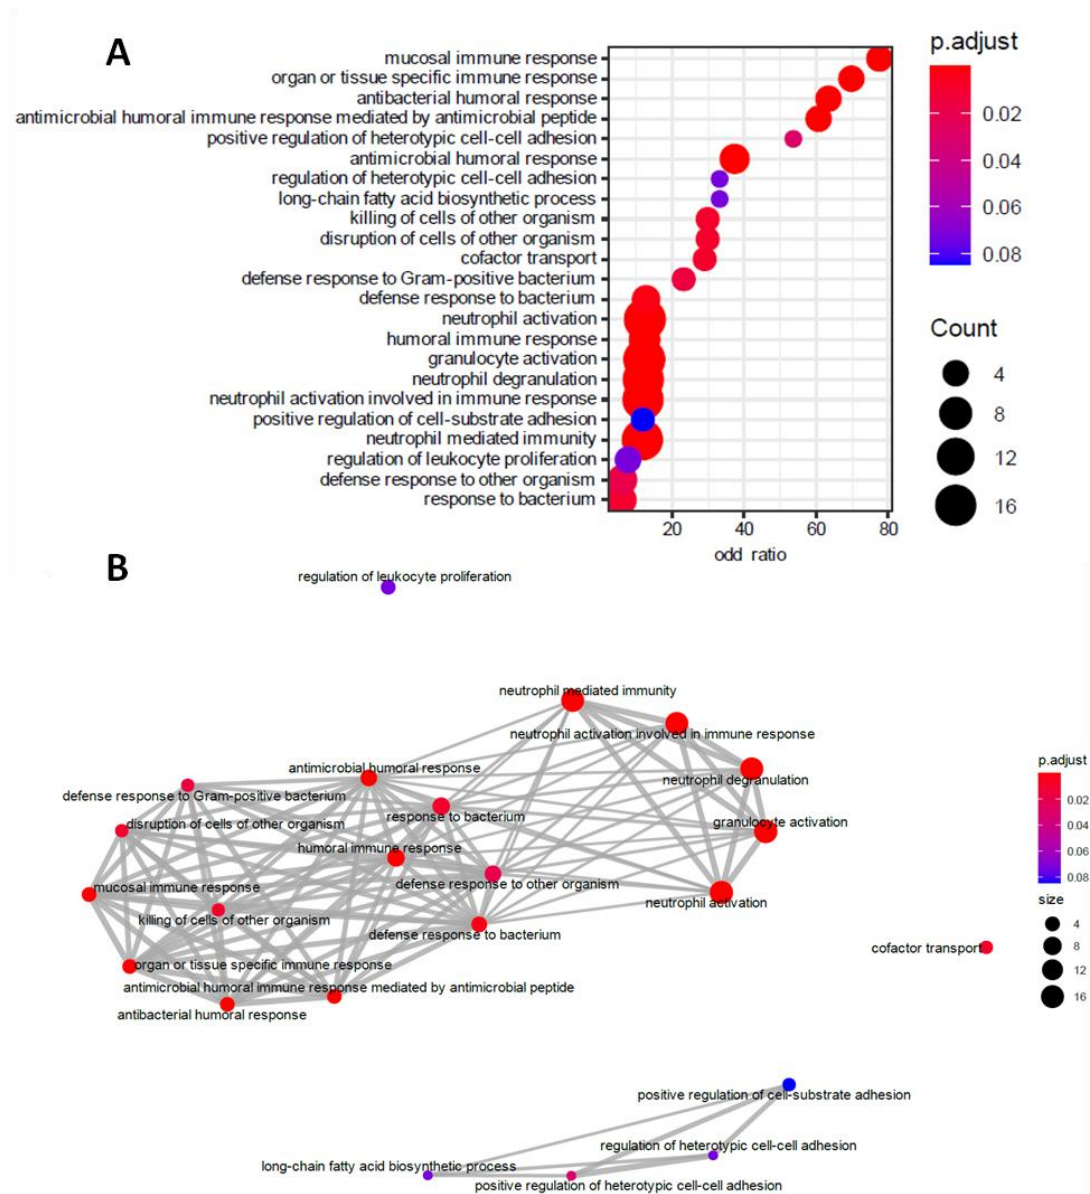 A
mucosal immune response
organ or tissue specific immune response
antibacterial humoral response
antimicrobial humoral immune response mediated by antimicrobial peptide
positive regulation of heterotypic cell-cell adhesion
antimicrobial humoral response
regulation of heterotypic cell-cell adhesion
long-chain fatty acid biosynthetic process
killing of cells of other organism
disruption of cells of other organism
cofactor transport
defense response to Gram-positive bacterium
defense response to bacterium
neutrophil activation
humoral immune response
granulocyte activation
neutrophil degranulation
neutrophil activation involved in immune response
positive regulation of cell-substrate adhesion
neutrophil mediated immunity
regulation of leukocyte proliferation
defense response to other organism
response to bacterium
20 40 60 80
odd ratio
p.adjust
0.02
0.04
0.06
0.08
Count
4
8
12
16
B
regulation of leukocyte proliferation
neutrophil mediated immunity
neutrophil activation involved in immune response
antimicrobial humoral response
neutrophil degranulation
defense response to Gram-positive bacterium
response to bacterium
disruption of cells of other organism
granulocyte activation
humoral immune response
defense response to other organism
mucosal immune response
neutrophil activation
killing of cells of other organism
defense response to bacterium
cofactor transport
organ or tissue specific immune response
antimicrobial humoral immune response mediated by antimicrobial peptide
antibacterial humoral response
positive regulation of cell-substrate adhesion
regulation of heterotypic cell-cell adhesion
long-chain fatty acid biosynthetic process
positive regulation of heterotypic cell-cell adhesion
p.adjust
0.02
0.04
0.06
0.08
size
4
8
12
16